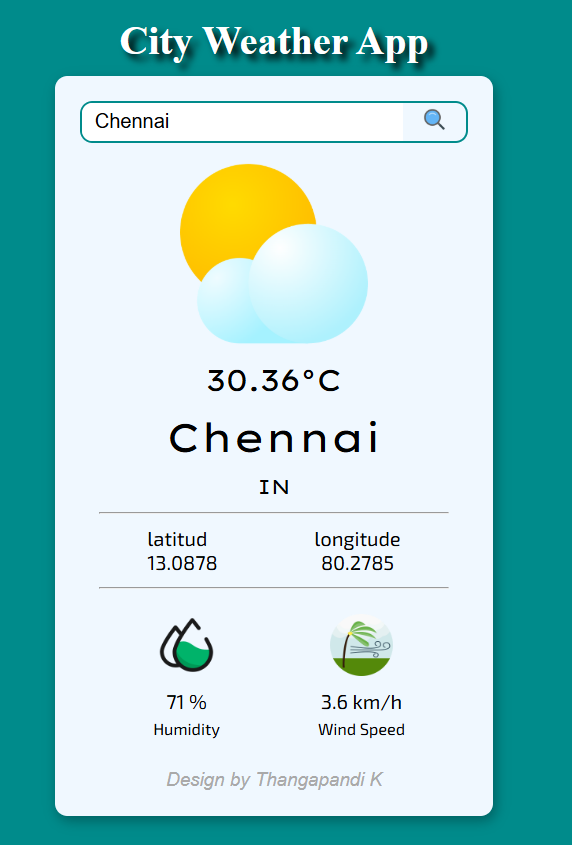 City Weather App
Chennai
30.36°C
Chennai
IN
latitud longitude
13.0878 80.2785
71 % 3.6 km/h
Humidity Wind Speed
Design by Thangapandi K